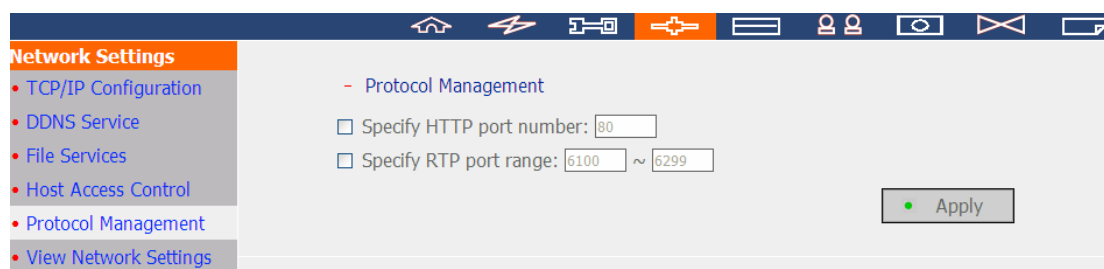 Network Settings
• TCP/IP Configuration
• DDNS Service
• File Services
• Host Access Control
• Protocol Management
• View Network Settings
– Protocol Management
Specify HTTP port number: 80
Specify RTP port range: 6100 ~ 6299
Apply